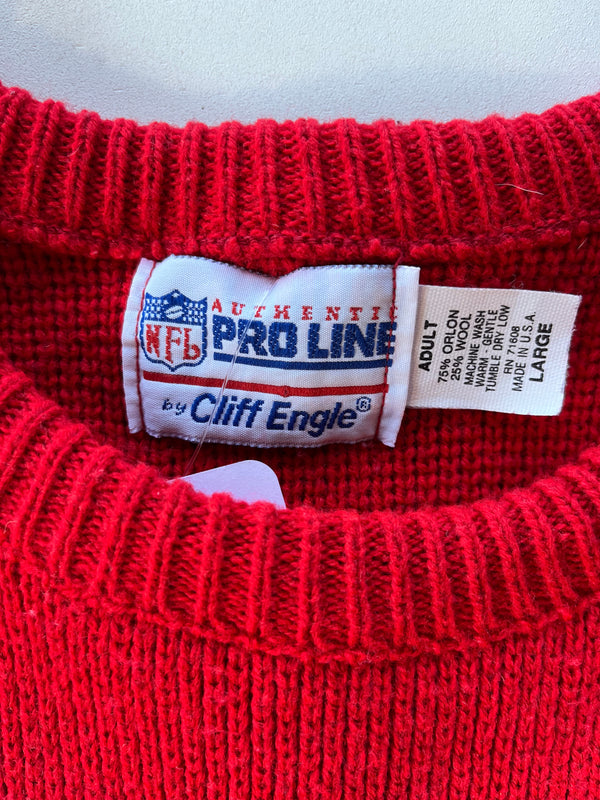 NFL
AUTHENTIC
PRO LINE
by Cliff Engle®
ADULT
75% ORLON
25% WOOL
MACHINE WASH
WARM - GENTLE
TUMBLE DRY LOW
RN 71608
MADE IN U.S.A
LARGE